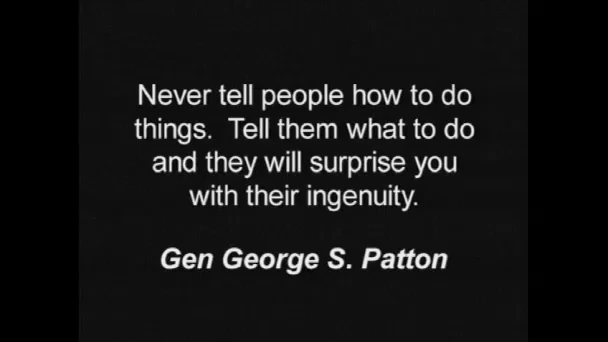 Never tell people how to do
things.  Tell them what to do
and they will surprise you
with their ingenuity.
Gen George S. Patton